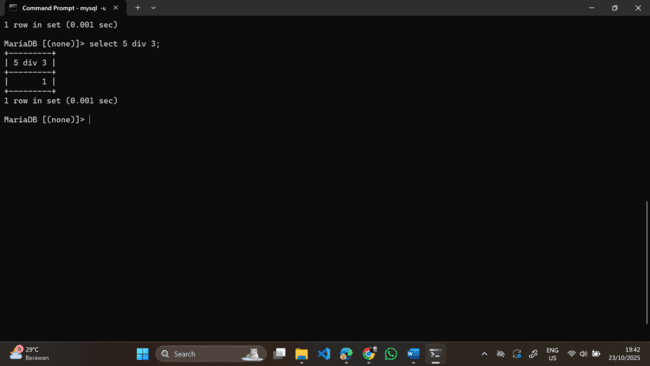 Command Prompt - mysql -u
1 row in set (0.001 sec)
MariaDB [(none)]> select 5 div 3;
+---------+
| 5 div 3 |
+---------+
|       1 |
+---------+
1 row in set (0.001 sec)
MariaDB [(none)]>
29°C
Berawan
Search
ENG
US
19:42
23/10/2025